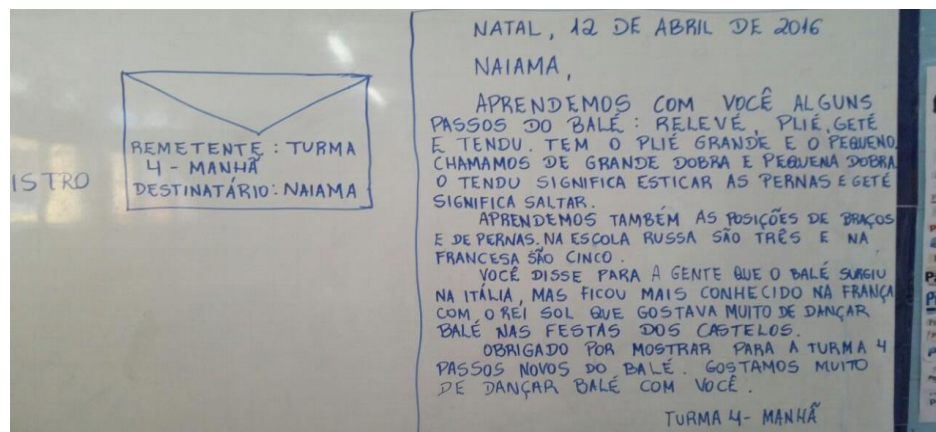 ISTRO
REMETENTE : TURMA
4 - MANHÃ
DESTINATÁRIO: NAIAMA
NATAL, 12 DE ABRIL DE 2016
NAIAMA,
APRENDEMOS COM VOCÊ ALGUNS
PASSOS DO BALÉ : RELEVÉ, PLIÉ, GETÉ
E TENDU. TEM O PLIÉ GRANDE E O PEQUENO,
CHAMAMOS DE GRANDE DOBRA E PEQUENA DOBRA
O TENDU SIGNIFICA ESTICAR AS PERNAS E GETÉ
SIGNIFICA SALTAR.
APRENDEMOS TAMBÉM AS POSIÇÕES DE BRAÇOS
E DE PERNAS. NA ESCOLA RUSSA SÃO TRÊS E NA
FRANCESA SÃO CINCO.
VOCÊ DISSE PARA A GENTE QUE O BALÉ SURGIU
NA ITÁLIA, MAS FICOU MAIS CONHECIDO NA FRANÇA
COM O REI SOL QUE GOSTAVA MUITO DE DANÇAR
BALÉ NAS FESTAS DOS CASTELOS.
OBRIGADO POR MOSTRAR PARA A TURMA 4
PASSOS NOVOS DO BALÉ. GOSTAMOS MUITO
DE DANÇAR BALÉ COM VOCÊ.
TURMA 4- MANHÃ